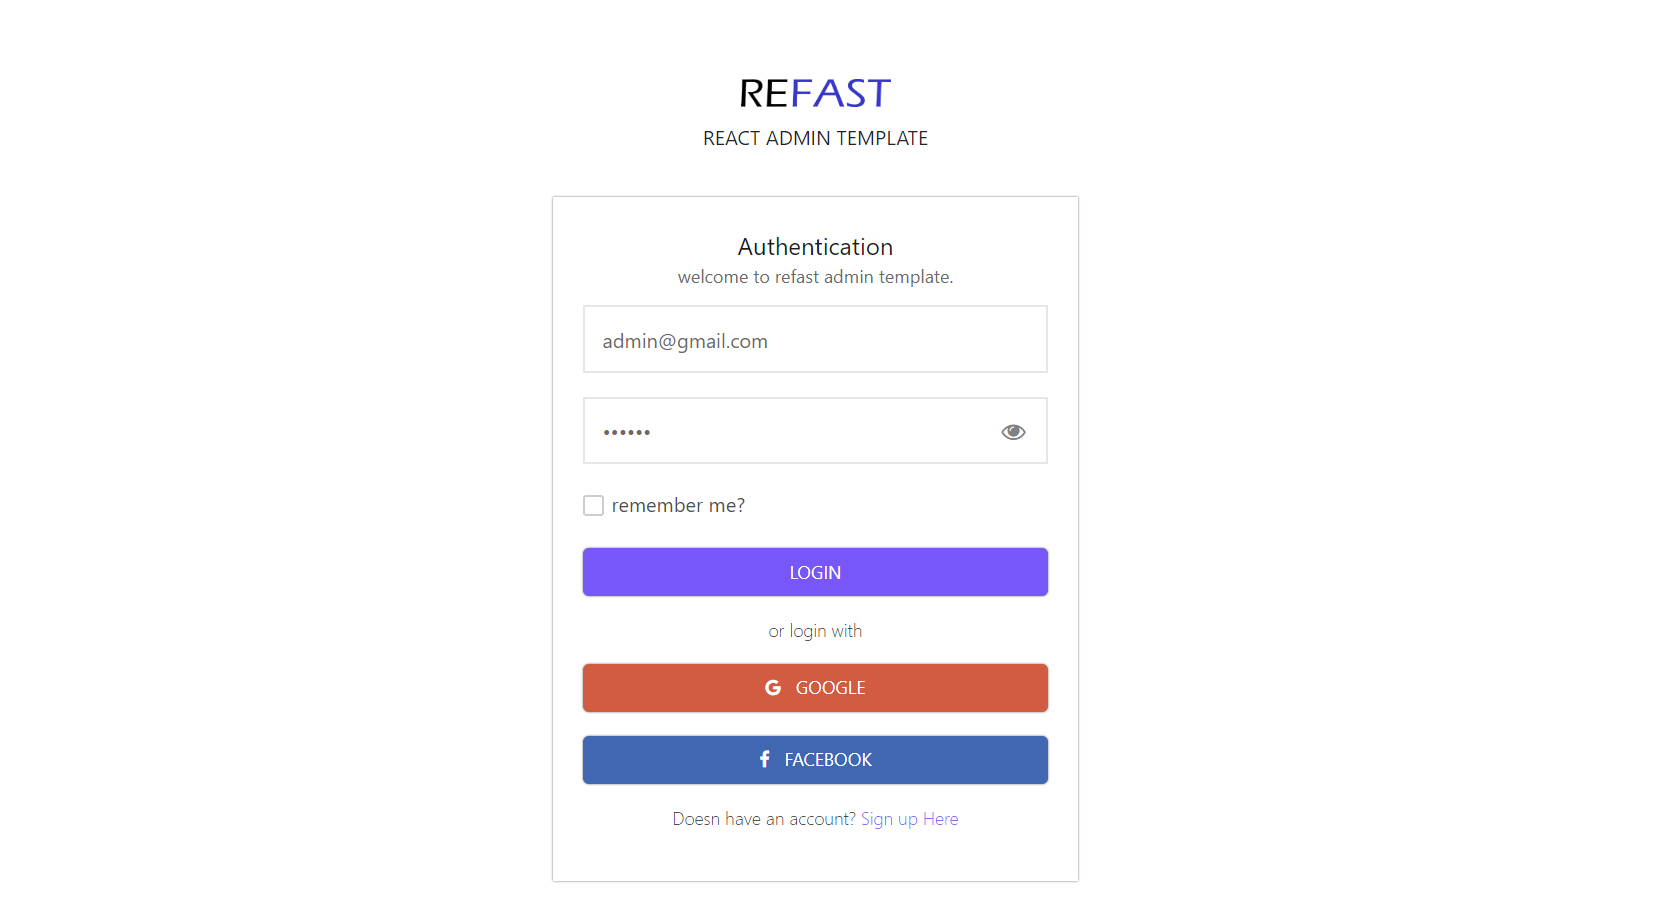 REFAST
REACT ADMIN TEMPLATE
Authentication
welcome to refast admin template.
admin@gmail.com
••••••
remember me?
LOGIN
or login with
GOOGLE
FACEBOOK
Doesn have an account? Sign up Here